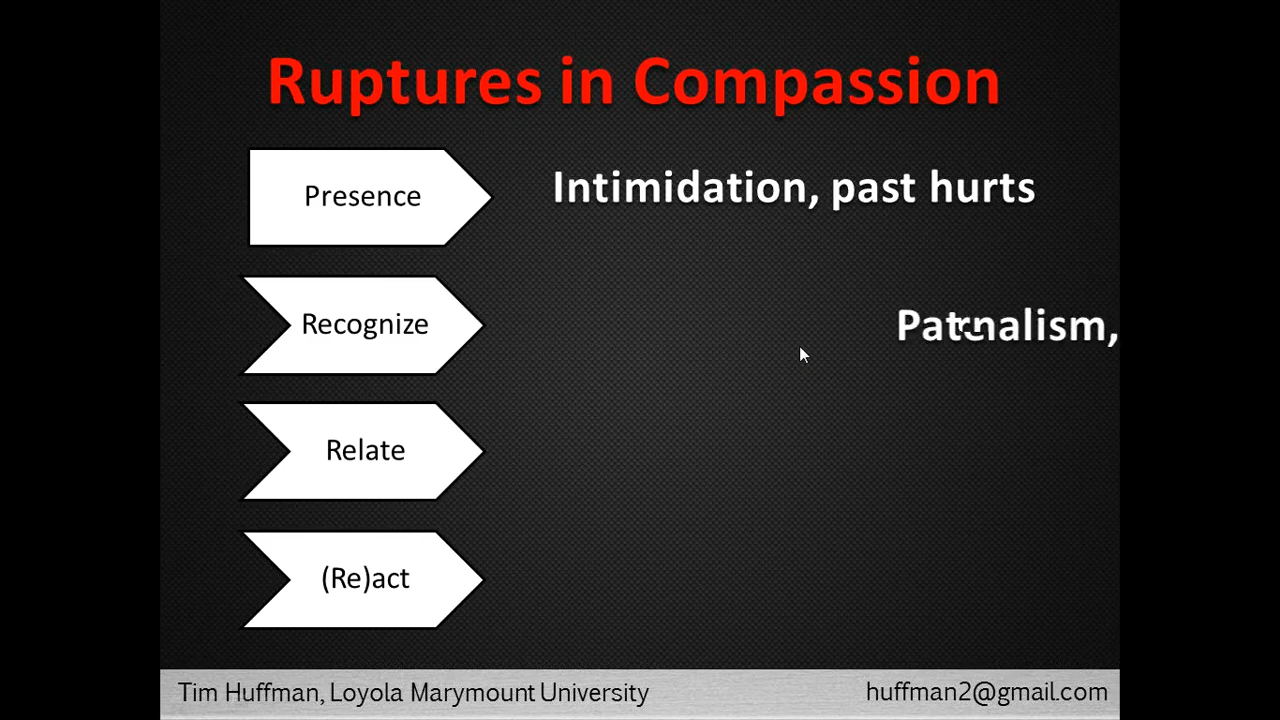 Ruptures in Compassion
Presence
Intimidation, past hurts
Recognize
Relate
(Re)act
Tim Huffman, Loyola Marymount University
huffman2@gmail.com